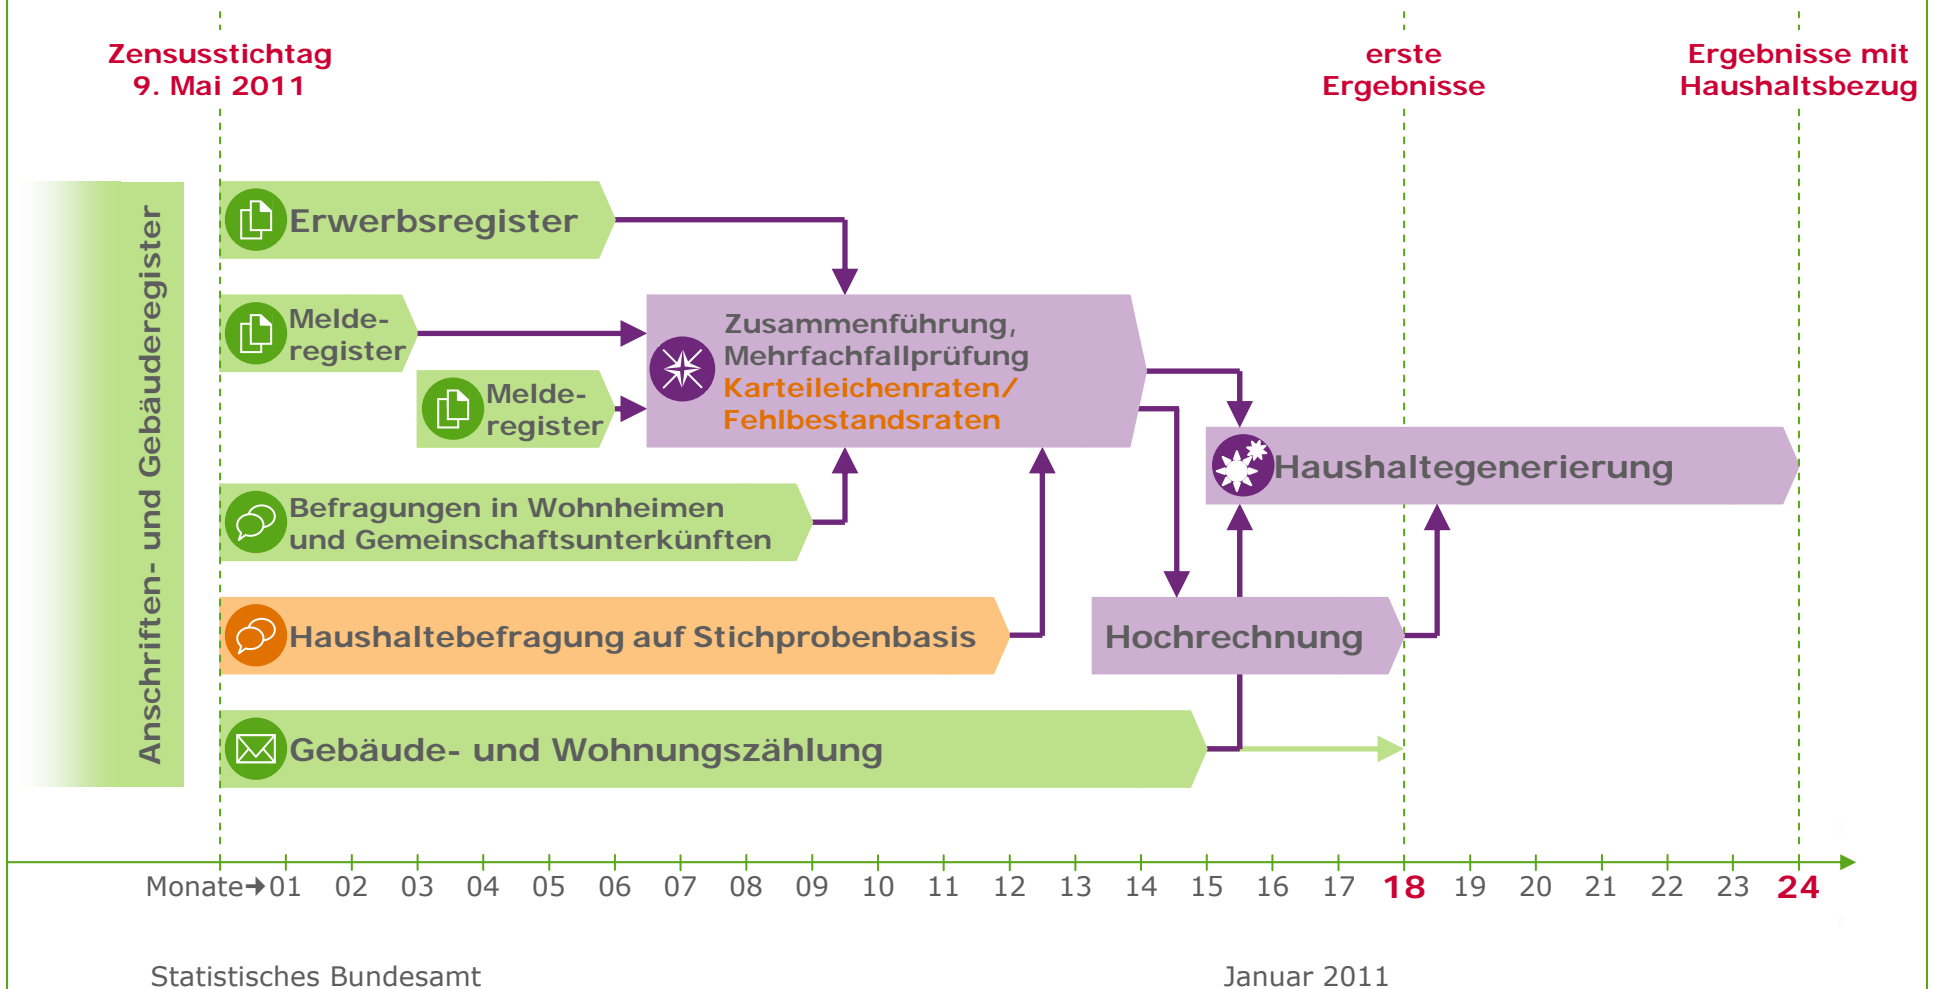 Zensusstichtag
9. Mai 2011
erste
Ergebnisse
Ergebnisse mit
Haushaltsbezug
Anschriften- und Gebäuderegister
Erwerbsregister
Melde-
register
Melde-
register
Zusammenführung,
Mehrfachfallprüfung
Karteileichenraten/
Fehlbestandsraten
Haushaltegenerierung
Befragungen in Wohnheimen
und Gemeinschaftsunterkünften
Haushaltebefragung auf Stichprobenbasis
Hochrechnung
Gebäude- und Wohnungszählung
Monate➔01 02 03 04 05 06 07 08 09 10 11 12 13 14 15 16 17 18 19 20 21 22 23 24
Statistisches Bundesamt
Januar 2011